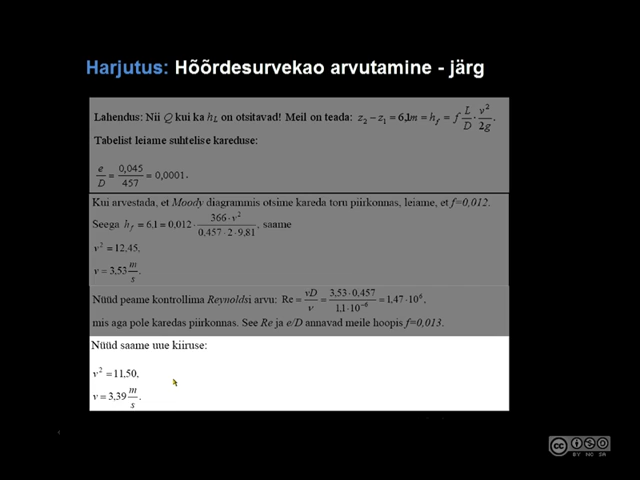 Harjutus: Hõõrdesurvekao arvutamine - järg
Lahendus: Nii Q kui ka h_L on otsitavad! Meil on teada: z₂ − z₁ = 6,1m = h_f = f L/D · v²/2g.
Tabelist leiame suhtelise kareduse:
e/D = 0,045/457 = 0,0001.
Kui arvestada, et Moody diagrammis otsime kareda toru piirkonnas, leiame, et f=0,012.
Seega h_f = 6,1 = 0,012 · 366 · v²/0,457 · 2 · 9,81, saame
v² = 12,45,
v = 3,53 m/s.
Nüüd peame kontrollima Reynoldsi arvu: Re = vD/ν = 3,53 · 0,457/1,1 · 10⁻⁶ = 1,47 · 10⁶,
mis aga pole karedas piirkonnas. See Re ja e/D annavad meile hoopis f=0,013.
Nüüd saame uue kiiruse:
v² = 11,50,
v = 3,39 m/s.
cc BY NC SA